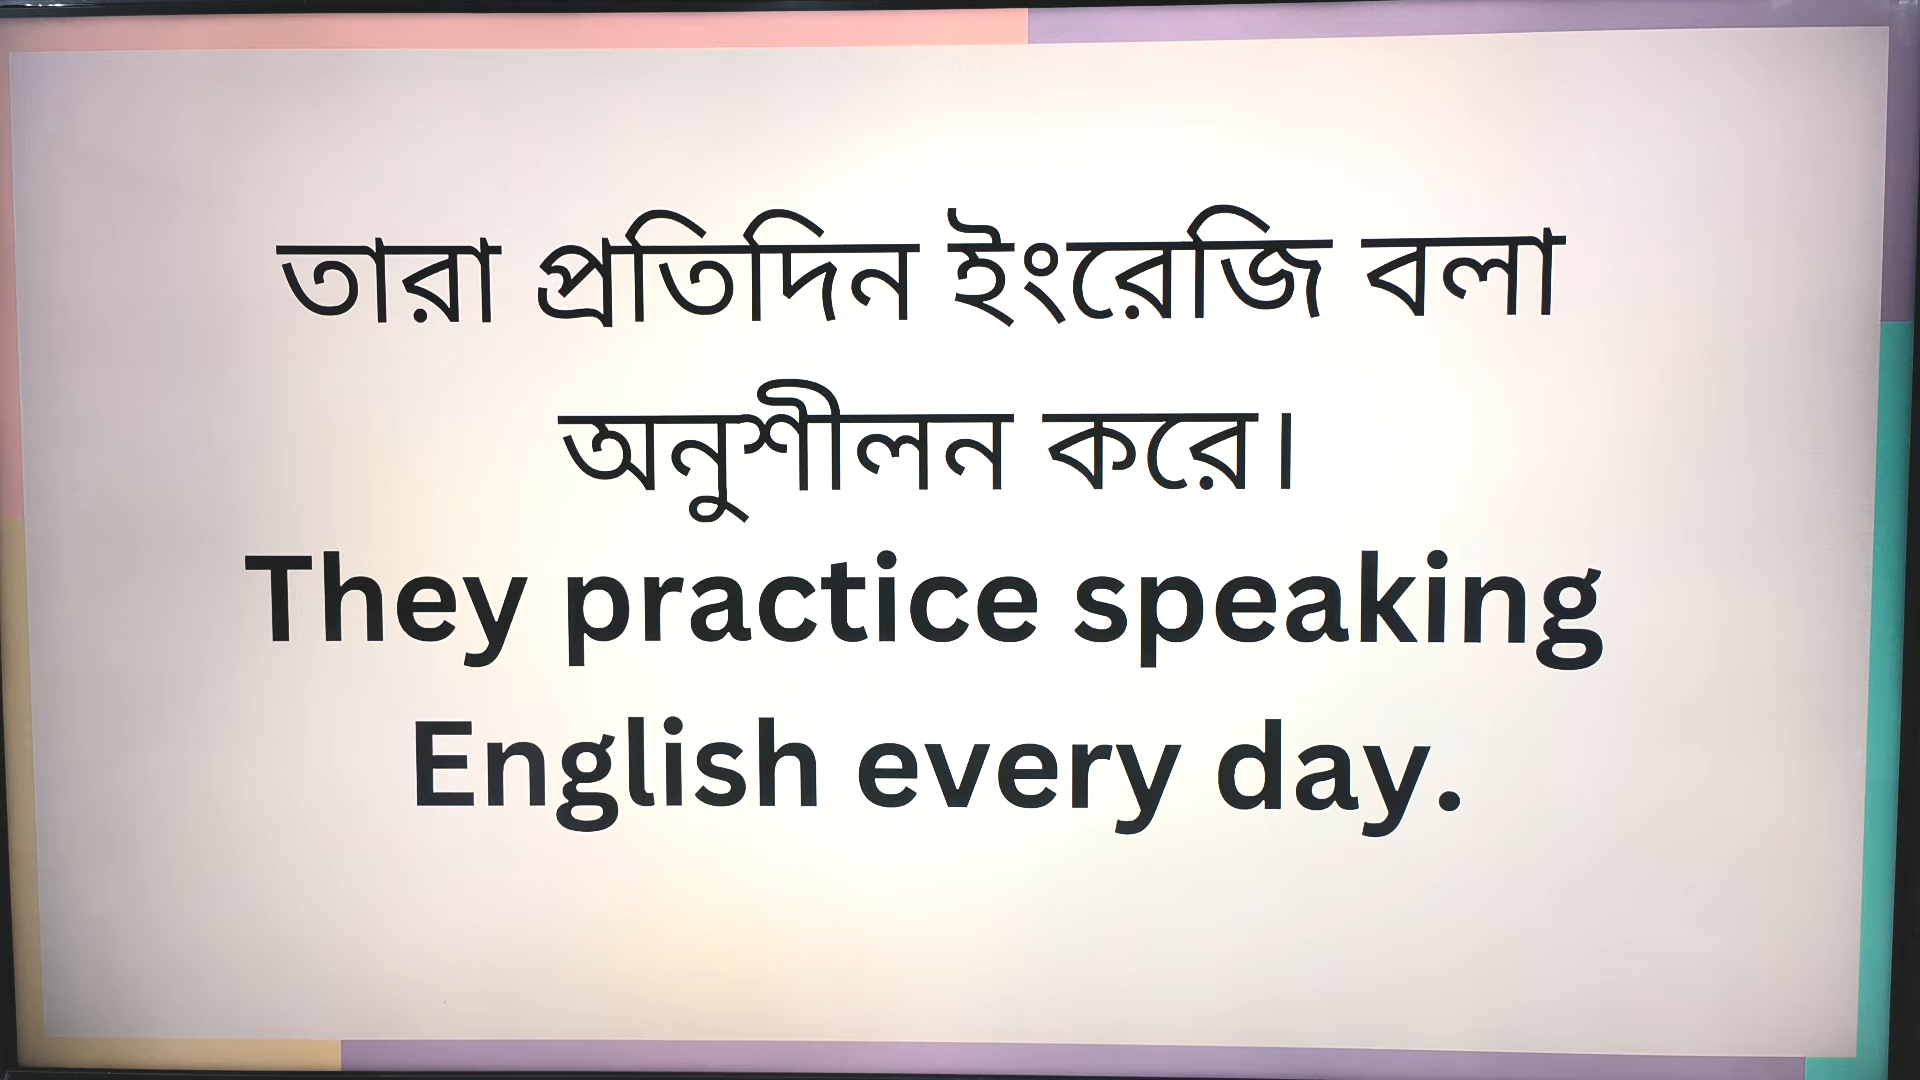 তারা প্রতিদিন ইংরেজি বলা
অনুশীলন করে।
They practice speaking
English every day.